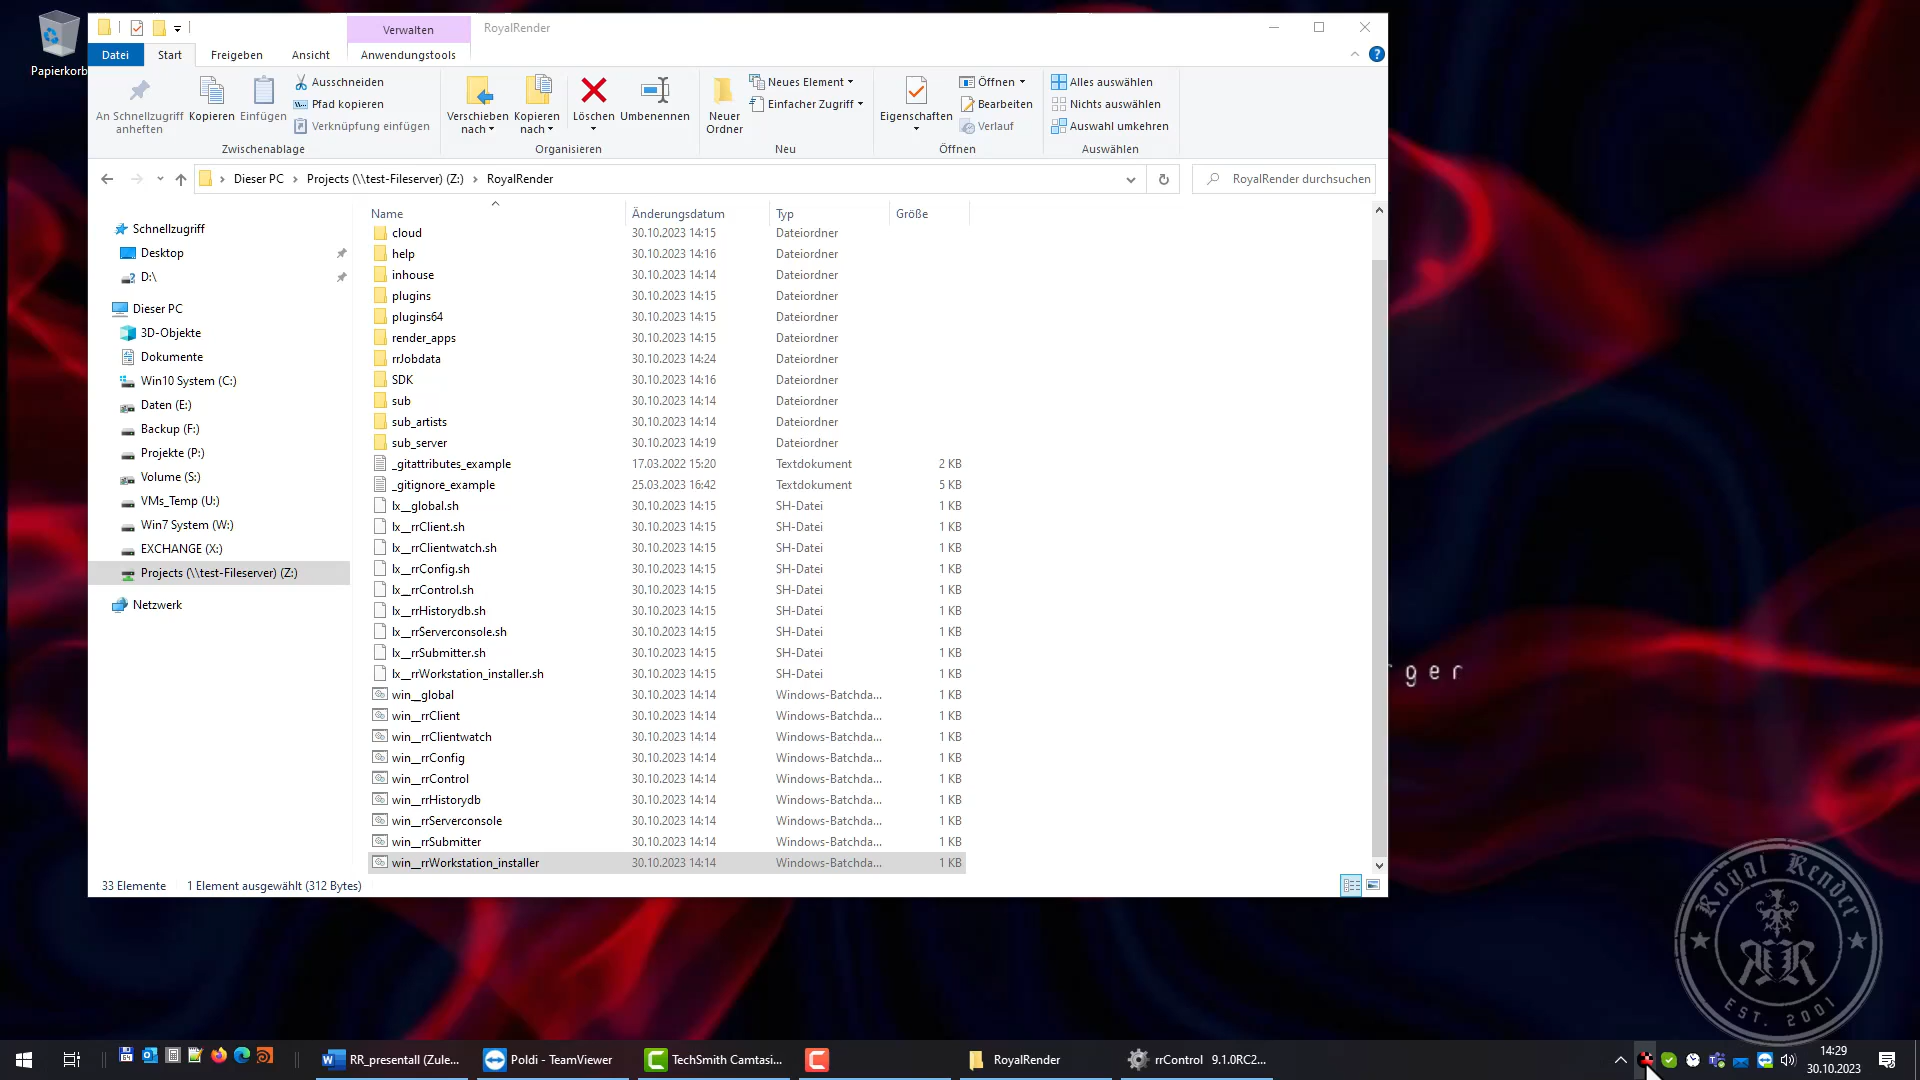 Papierkorb
Verwalten
RoyalRender
Datei
Start
Freigeben
Ansicht
Anwendungstools
An Schnellzugriff anheften
Kopieren
Einfügen
Ausschneiden
Pfad kopieren
Verknüpfung einfügen
Zwischenablage
Verschieben nach
Kopieren nach
Löschen
Umbenennen
Organisieren
Neuer Ordner
Neues Element
Einfacher Zugriff
Neu
Eigenschaften
Öffnen
Bearbeiten
Verlauf
Öffnen
Alles auswählen
Nichts auswählen
Auswahl umkehren
Auswählen
Dieser PC > Projects (\\test-Fileserver) (Z:) > RoyalRender
RoyalRender durchsuchen
Schnellzugriff
Desktop
D:\
Dieser PC
3D-Objekte
Dokumente
Win10 System (C:)
Daten (E:)
Backup (F:)
Projekte (P:)
Volume (S:)
VMs_Temp (U:)
Win7 System (W:)
EXCHANGE (X:)
Projects (\\test-Fileserver) (Z:)
Netzwerk
Name Änderungsdatum Typ Größe
cloud 30.10.2023 14:15 Dateiordner
help 30.10.2023 14:16 Dateiordner
inhouse 30.10.2023 14:14 Dateiordner
plugins 30.10.2023 14:15 Dateiordner
plugins64 30.10.2023 14:15 Dateiordner
render_apps 30.10.2023 14:15 Dateiordner
rrJobdata 30.10.2023 14:24 Dateiordner
SDK 30.10.2023 14:16 Dateiordner
sub 30.10.2023 14:14 Dateiordner
sub_artists 30.10.2023 14:14 Dateiordner
sub_server 30.10.2023 14:19 Dateiordner
_gitattributes_example 17.03.2022 15:20 Textdokument 2 KB
_gitignore_example 25.03.2023 16:42 Textdokument 5 KB
lx__global.sh 30.10.2023 14:15 SH-Datei 1 KB
lx__rrClient.sh 30.10.2023 14:15 SH-Datei 1 KB
lx__rrClientwatch.sh 30.10.2023 14:15 SH-Datei 1 KB
lx__rrConfig.sh 30.10.2023 14:15 SH-Datei 1 KB
lx__rrControl.sh 30.10.2023 14:15 SH-Datei 1 KB
lx__rrHistorydb.sh 30.10.2023 14:15 SH-Datei 1 KB
lx__rrServerconsole.sh 30.10.2023 14:15 SH-Datei 1 KB
lx__rrSubmitter.sh 30.10.2023 14:15 SH-Datei 1 KB
lx__rrWorkstation_installer.sh 30.10.2023 14:15 SH-Datei 1 KB
win__global 30.10.2023 14:14 Windows-Batchda... 1 KB
win__rrClient 30.10.2023 14:14 Windows-Batchda... 1 KB
win__rrClientwatch 30.10.2023 14:14 Windows-Batchda... 1 KB
win__rrConfig 30.10.2023 14:14 Windows-Batchda... 1 KB
win__rrControl 30.10.2023 14:14 Windows-Batchda... 1 KB
win__rrHistorydb 30.10.2023 14:14 Windows-Batchda... 1 KB
win__rrServerconsole 30.10.2023 14:14 Windows-Batchda... 1 KB
win__rrSubmitter 30.10.2023 14:14 Windows-Batchda... 1 KB
win__rrWorkstation_installer 30.10.2023 14:14 Windows-Batchda... 1 KB
33 Elemente 1 Element ausgewählt (312 Bytes)
ger
Royal Render
RR
EST. 2001
RR_presentall (Zule...
Poldi - TeamViewer
TechSmith Camtasi...
RoyalRender
rrControl 9.1.0RC2...
14:29
30.10.2023